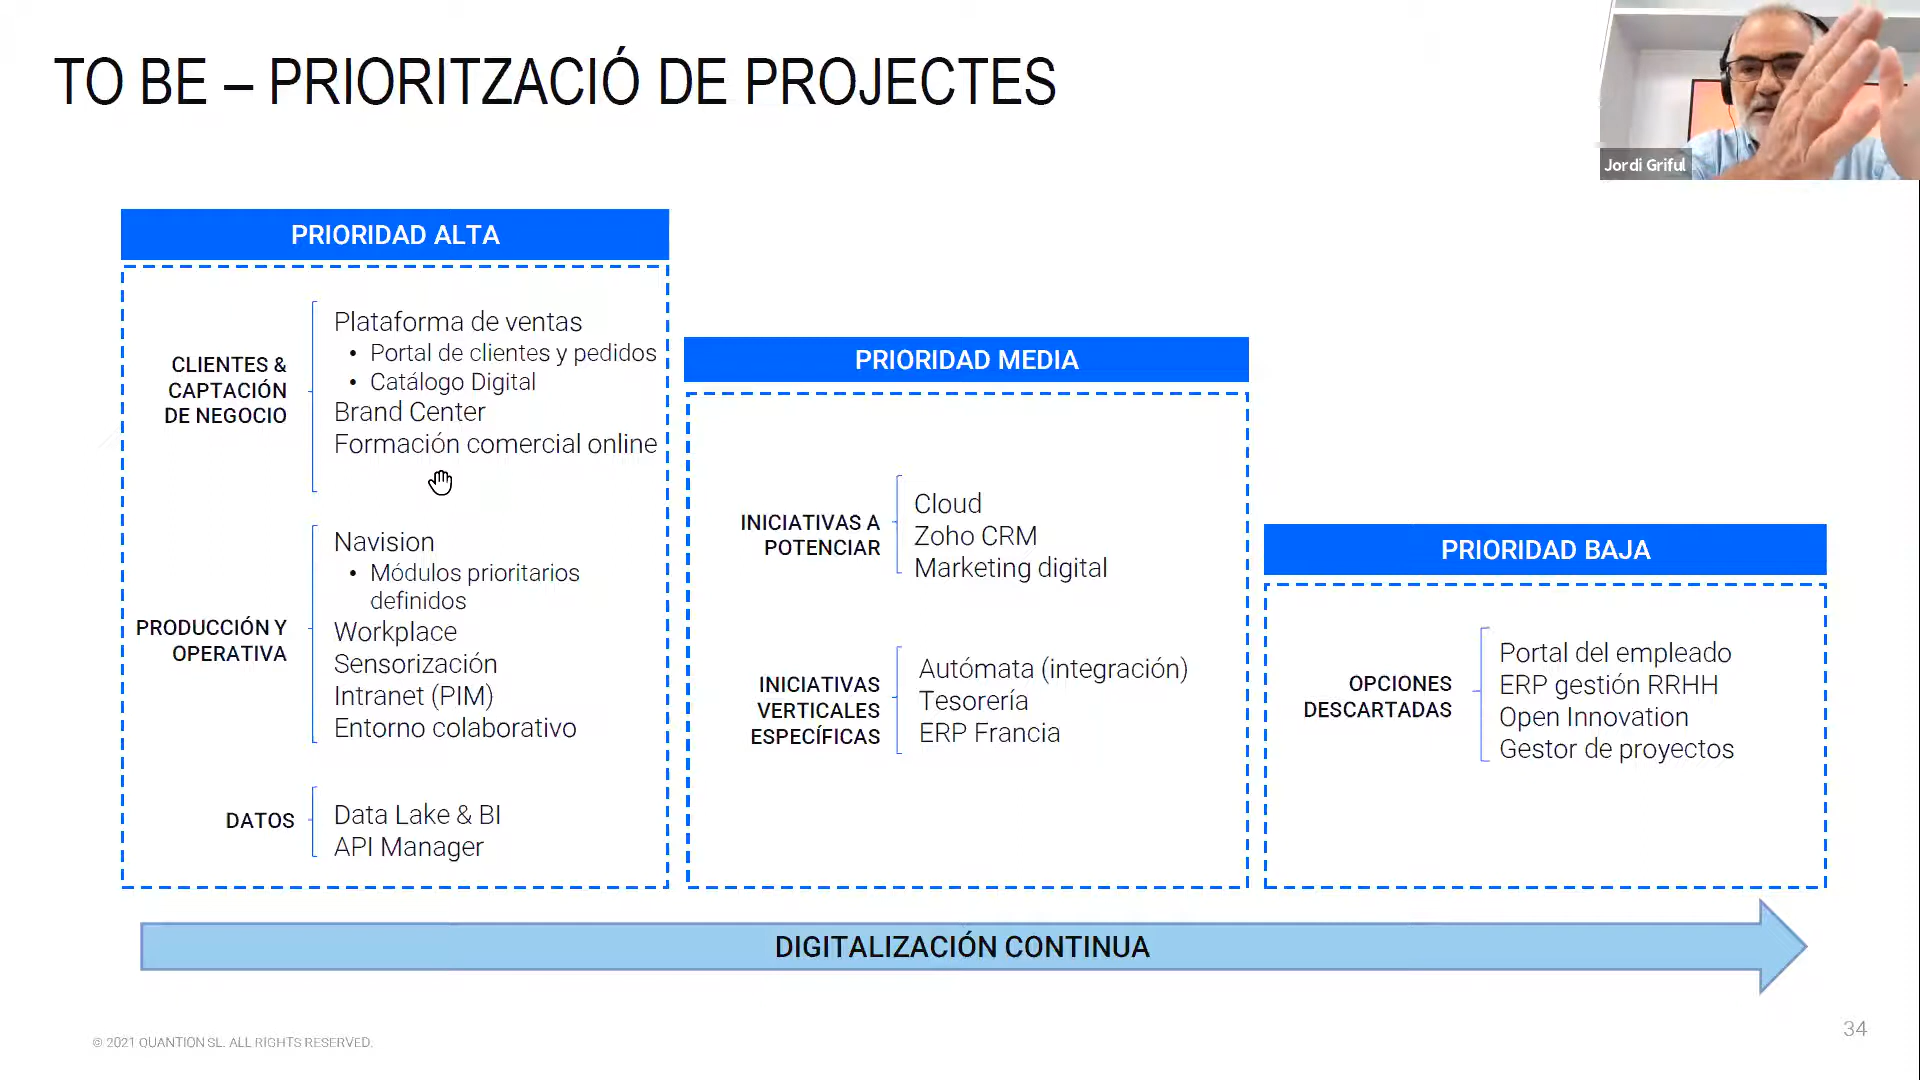 TO BE – PRIORITZACIÓ DE PROJECTES
Jordi Griful
PRIORIDAD ALTA
CLIENTES &
CAPTACIÓN
DE NEGOCIO
Plataforma de ventas
• Portal de clientes y pedidos
• Catálogo Digital
Brand Center
Formación comercial online
PRODUCCIÓN Y
OPERATIVA
Navision
• Módulos prioritarios
definidos
Workplace
Sensorización
Intranet (PIM)
Entorno colaborativo
DATOS
Data Lake & BI
API Manager
PRIORIDAD MEDIA
INICIATIVAS A
POTENCIAR
Cloud
Zoho CRM
Marketing digital
INICIATIVAS
VERTICALES
ESPECÍFICAS
Autómata (integración)
Tesorería
ERP Francia
PRIORIDAD BAJA
OPCIONES
DESCARTADAS
Portal del empleado
ERP gestión RRHH
Open Innovation
Gestor de proyectos
DIGITALIZACIÓN CONTINUA
© 2021 QUANTION SL. ALL RIGHTS RESERVED.
34